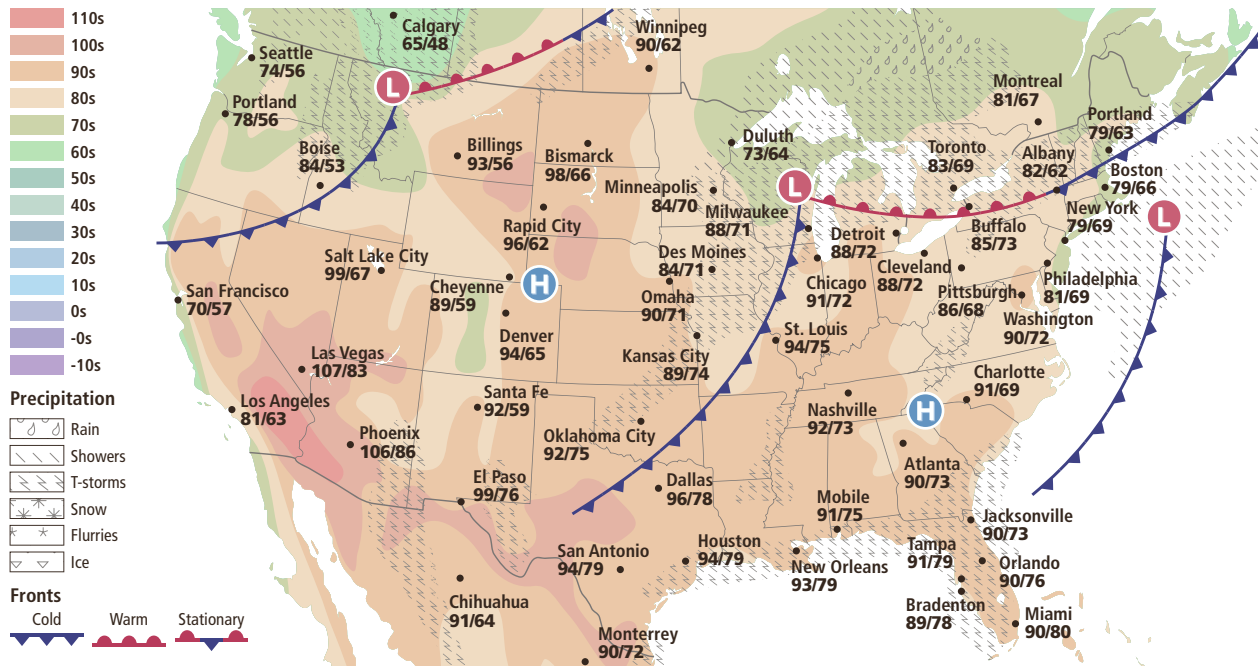 110s
100s
90s
80s
70s
60s
50s
40s
30s
20s
10s
0s
-0s
-10s
Precipitation
Rain
Showers
T-storms
Snow
Flurries
Ice
Fronts
Cold
Warm
Stationary
Calgary
65/48
Winnipeg
90/62
Seattle
74/56
L
Montreal
81/67
Portland
78/56
Portland
79/63
Duluth
73/64
Billings
93/56
Bismarck
98/66
Boise
84/53
Toronto
83/69
Albany
82/62
Boston
79/66
L
Minneapolis
84/70
Milwaukee
88/71
New York
79/69
L
Rapid City
96/62
Detroit
88/72
Buffalo
85/73
Salt Lake City
99/67
Des Moines
84/71
Cleveland
88/72
Cheyenne
89/59
H
Chicago
91/72
Philadelphia
81/69
San Francisco
70/57
Omaha
90/71
Pittsburgh
86/68
Washington
90/72
Denver
94/65
St. Louis
94/75
Las Vegas
107/83
Kansas City
89/74
Charlotte
91/69
Los Angeles
81/63
Santa Fe
92/59
Nashville
92/73
H
Phoenix
106/86
Oklahoma City
92/75
Atlanta
90/73
El Paso
99/76
Dallas
96/78
Mobile
91/75
Jacksonville
90/73
San Antonio
94/79
Houston
94/79
New Orleans
93/79
Tampa
91/79
Orlando
90/76
Chihuahua
91/64
Bradenton
89/78
Miami
90/80
Monterrey
90/72